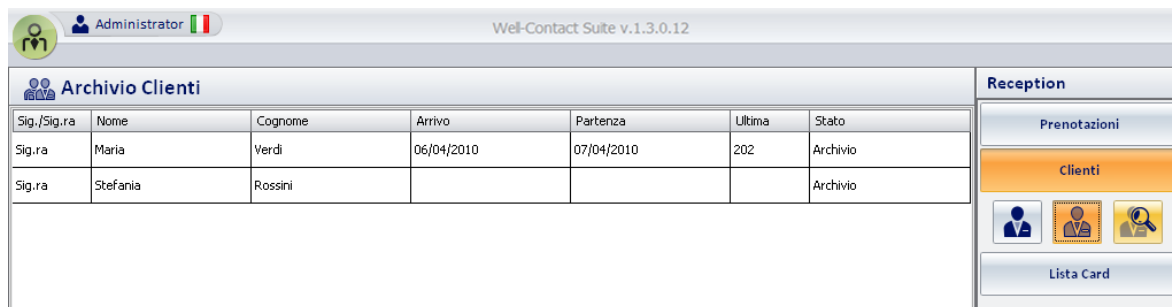 Administrator
Well-Contact Suite v.1.3.0.12
Archivio Clienti
Sig./Sig.ra Nome Cognome Arrivo Partenza Ultima Stato
Sig.ra Maria Verdi 06/04/2010 07/04/2010 202 Archivio
Sig.ra Stefania Rossini Archivio
Reception
Prenotazioni
Clienti
Lista Card